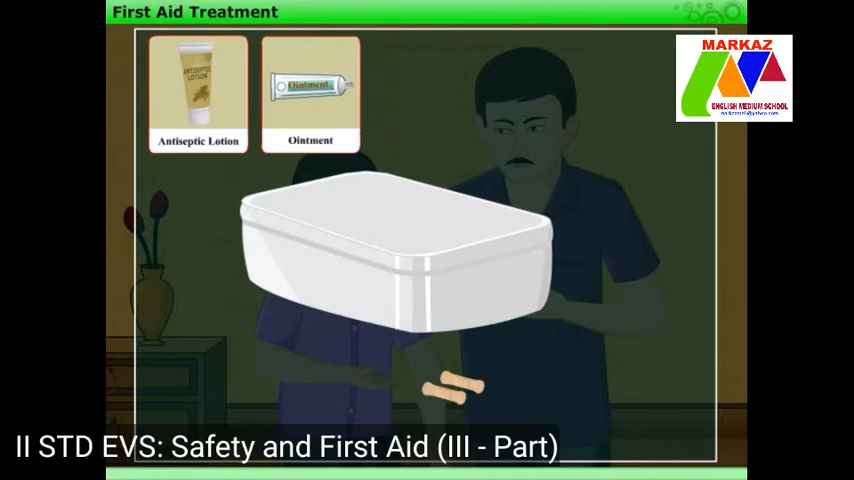 First Aid Treatment
MARKAZ
ENGLISH MEDIUM SCHOOL
ANTISEPTIC
LOTION
Ointment
Antiseptic Lotion
Ointment
II STD EVS: Safety and First Aid (III - Part)